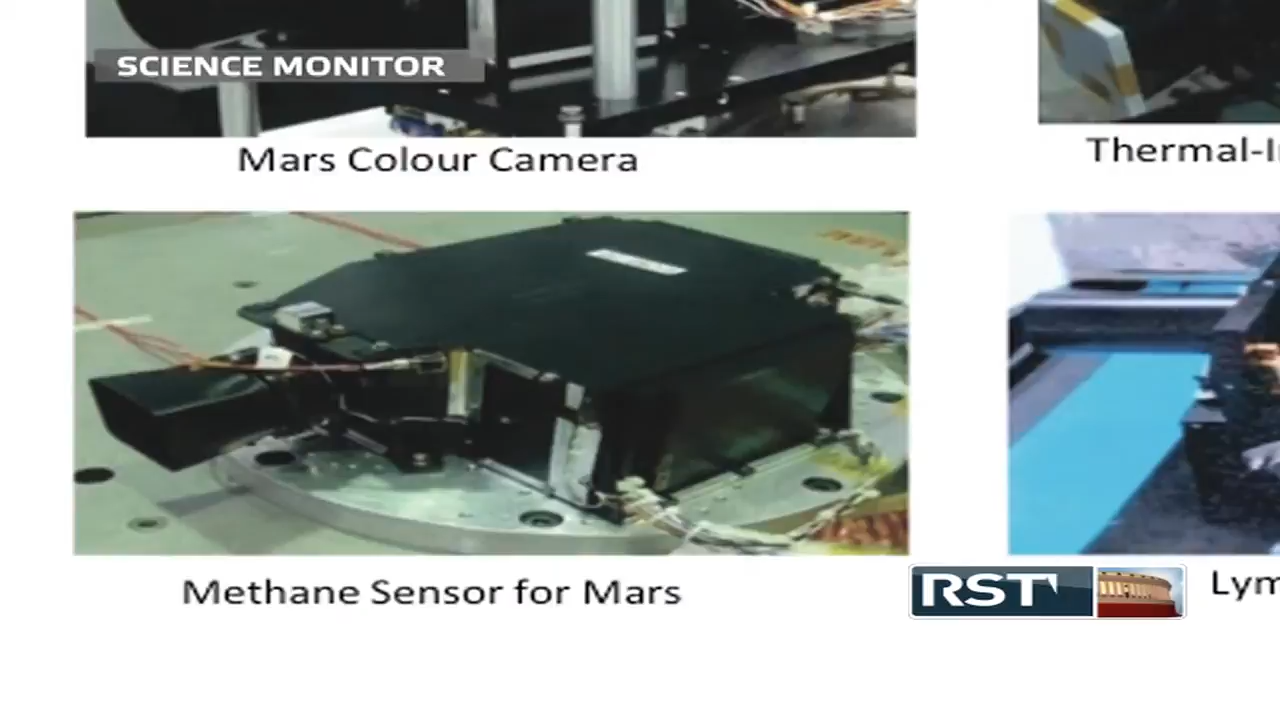 SCIENCE MONITOR
Mars Colour Camera
Thermal-I
Methane Sensor for Mars
RST
Lym